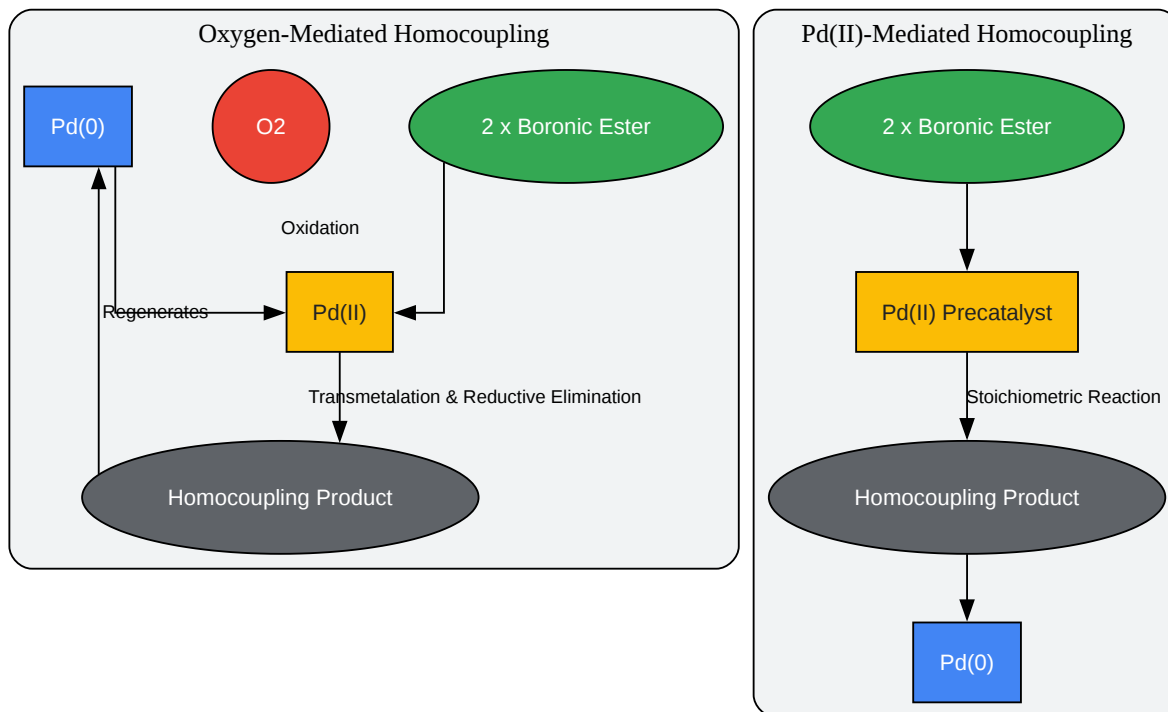 Oxygen-Mediated Homocoupling
Pd(0)
O2
2 x Boronic Ester
Oxidation
Regenerates
Pd(II)
Transmetalation & Reductive Elimination
Homocoupling Product
Pd(II)-Mediated Homocoupling
2 x Boronic Ester
Pd(II) Precatalyst
Stoichiometric Reaction
Homocoupling Product
Pd(0)